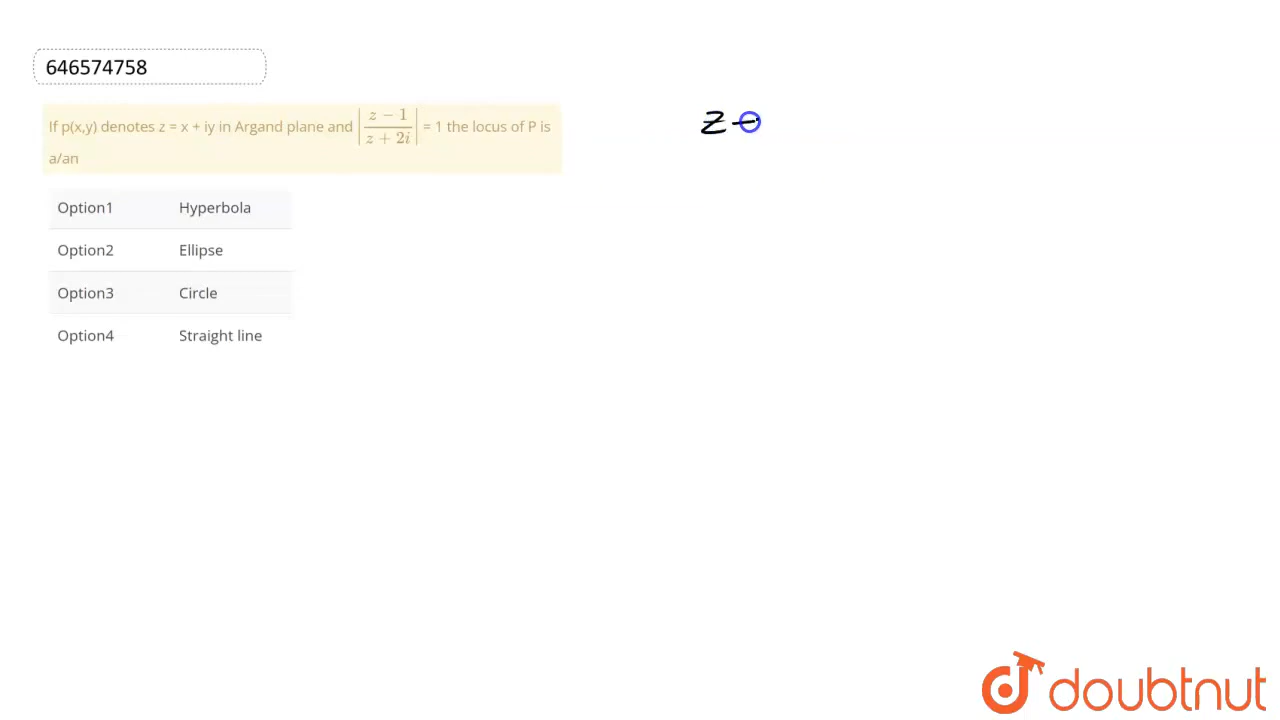 646574758
If p(x,y) denotes z = x + iy in Argand plane and |(z − 1)/(z + 2i)| = 1 the locus of P is
a/an
Option1 Hyperbola
Option2 Ellipse
Option3 Circle
Option4 Straight line
z -
doubtnut